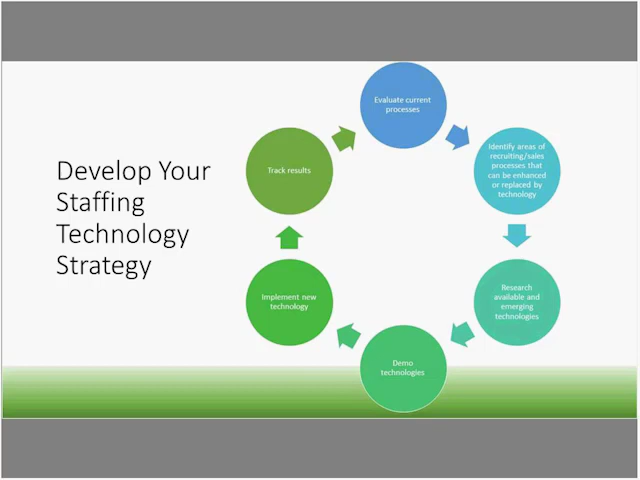 Develop Your
Staffing
Technology
Strategy
Evaluate current
processes
Identify areas of
recruiting/sales
processes that
can be enhanced
or replaced by
technology
Research
available and
emerging
technologies
Demo
technologies
Implement new
technology
Track results